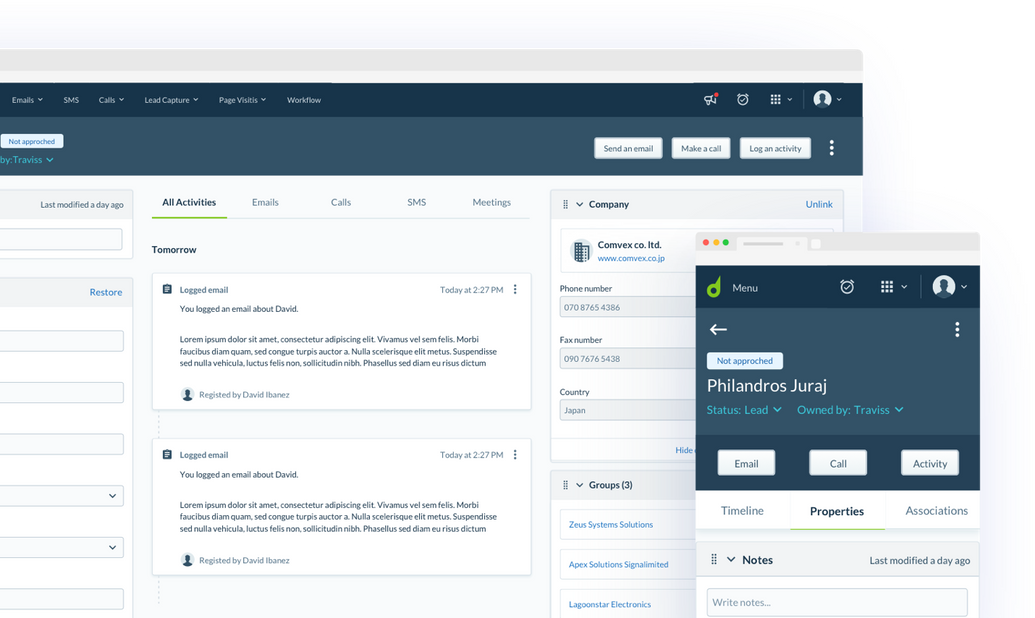 Emails
SMS
Calls
Lead Capture
Page Visitis
Workflow
Not approched
by:Traviss
Send an email
Make a call
Log an activity
Last modified a day ago
Restore
All Activities
Emails
Calls
SMS
Meetings
Tomorrow
Logged email
Today at 2:27 PM
You logged an email about David.
Lorem ipsum dolor sit amet, consectetur adipiscing elit. Vivamus vel sem felis. Morbi
faucibus diam quam, sed congue turpis auctor a. Nulla scelerisque elit metus. Suspendisse
sed nulla vehicula, luctus felis non, sollicitudin nibh. Phasellus sed diam eu risus dictum
Registed by David Ibanez
Logged email
Today at 2:27 PM
You logged an email about David.
Lorem ipsum dolor sit amet, consectetur adipiscing elit. Vivamus vel sem felis. Morbi
faucibus diam quam, sed congue turpis auctor a. Nulla scelerisque elit metus. Suspendisse
sed nulla vehicula, luctus felis non, sollicitudin nibh. Phasellus sed diam eu risus dictum
Registed by David Ibanez
Company
Unlink
Comvex co. ltd.
www.comvex.co.jp
Phone number
070 8765 4386
Fax number
090 7676 5438
Country
Japan
Hide
Groups (3)
Zeus Systems Solutions
Apex Solutions Signalimited
Lagoonstar Electronics
Menu
Not approched
Philandros Juraj
Status: Lead
Owned by: Traviss
Email
Call
Activity
Timeline
Properties
Associations
Notes
Last modified a day ago
Write notes...